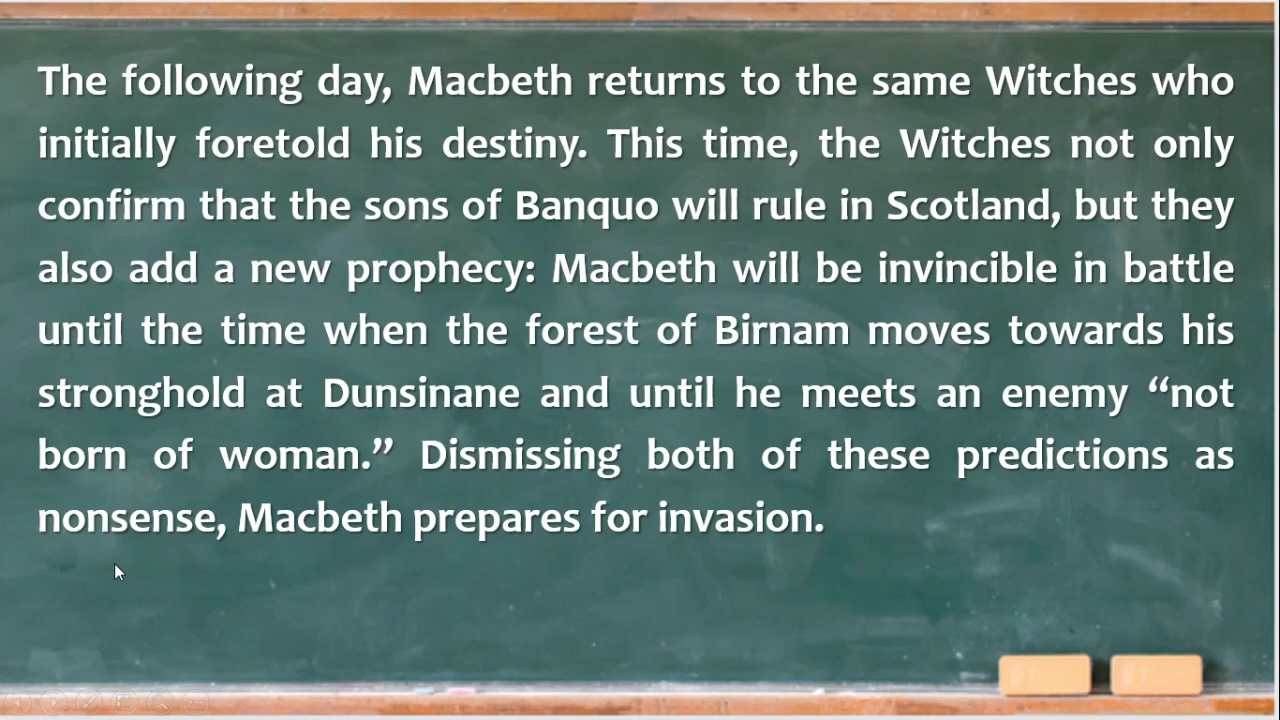 The following day, Macbeth returns to the same Witches who
initially foretold his destiny. This time, the Witches not only
confirm that the sons of Banquo will rule in Scotland, but they
also add a new prophecy: Macbeth will be invincible in battle
until the time when the forest of Birnam moves towards his
stronghold at Dunsinane and until he meets an enemy “not
born of woman.” Dismissing both of these predictions as
nonsense, Macbeth prepares for invasion.